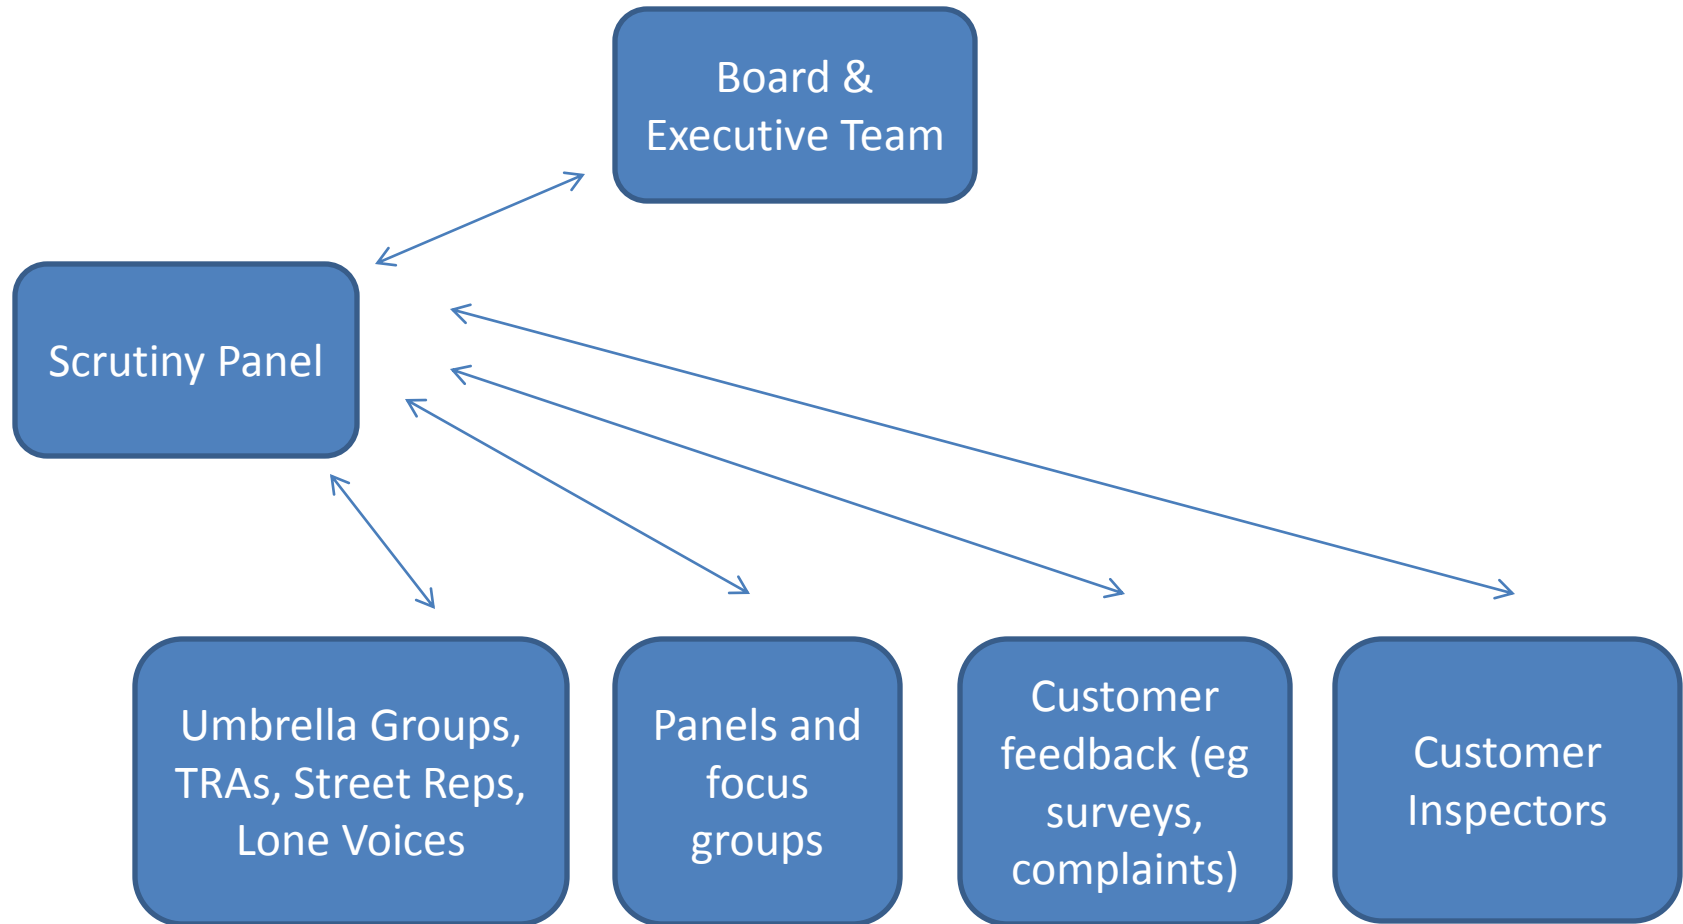 Board &
Executive Team
Scrutiny Panel
Umbrella Groups,
TRAs, Street Reps,
Lone Voices
Panels and
focus
groups
Customer
feedback (eg
surveys,
complaints)
Customer
Inspectors